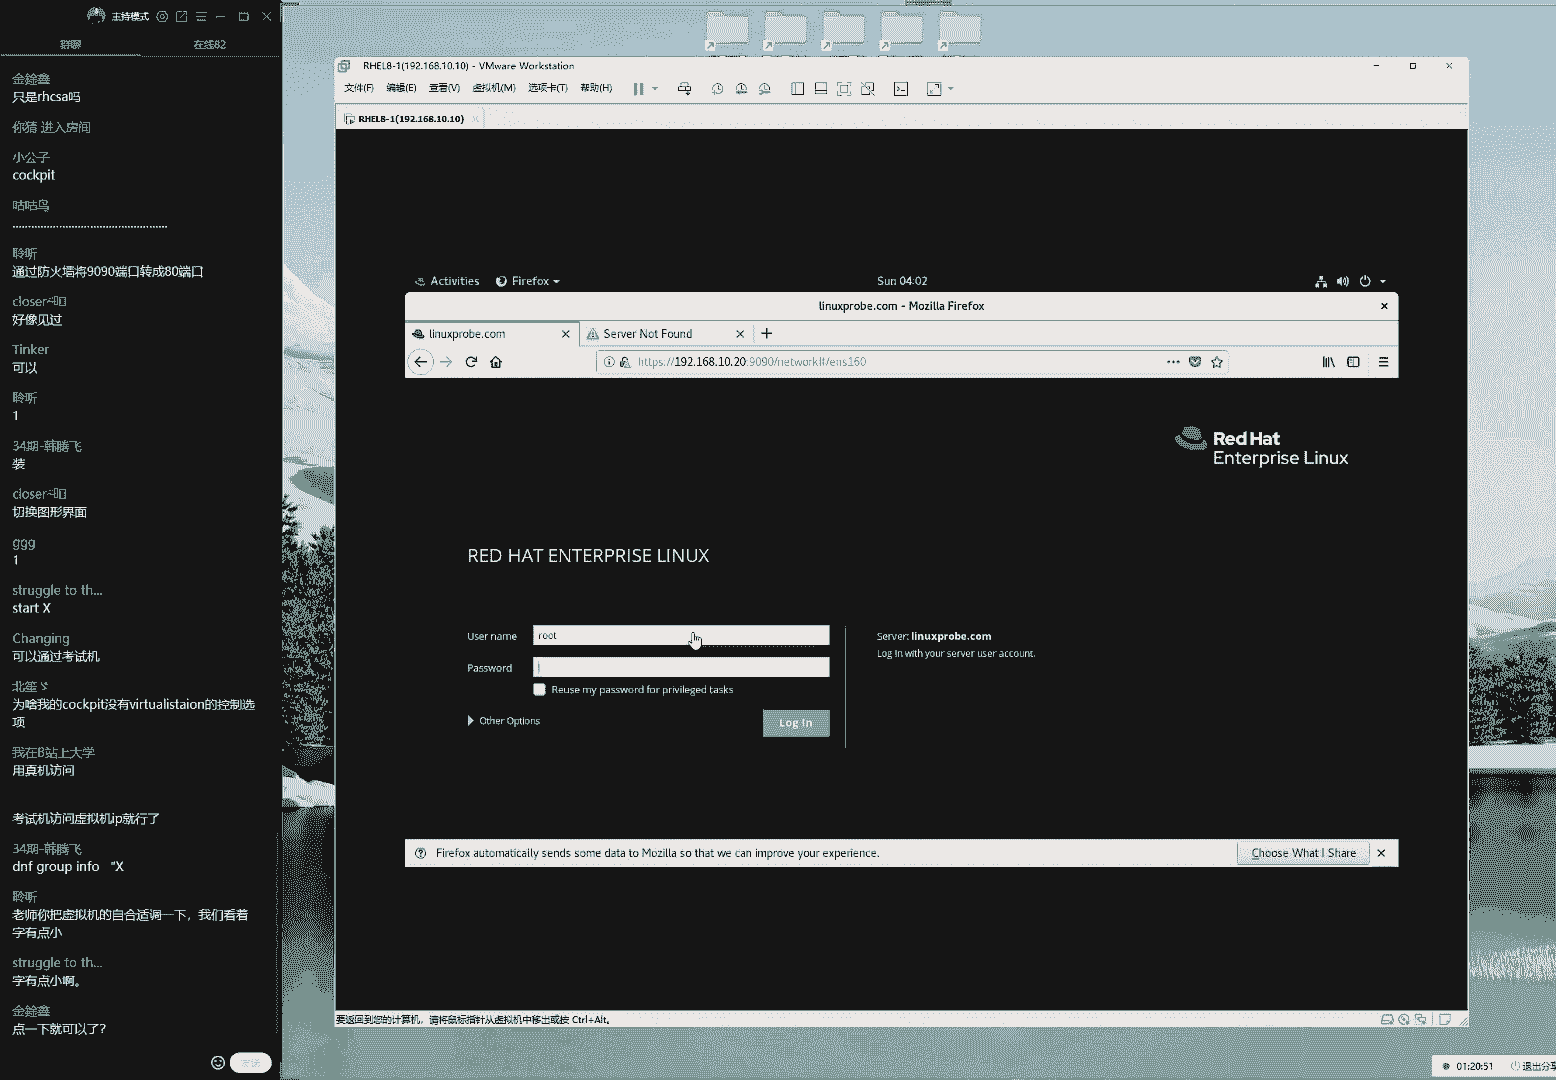 主持模式
群聊
在线82
金鎗鑫
只是rhcsa吗
你猜 进入房间
小公子
cockpit
咕咕鸟
聆听
通过防火墙将9090端口转成80端口
好像见过
Tinker
可以
聆听
1
34期-韩腾飞
装
切换图形界面
ggg
1
struggle to th...
start X
Changing
可以通过考试机
为啥我的cockpit没有virtualistaion的控制选
项
我在B站上大学
用真机访问
考试机访问虚拟机ip就行了
34期-韩腾飞
dnf group info "X
聆听
老师你把虚拟机的自合适调一下，我们看着
字有点小
struggle to th...
字有点小啊。
点一下就可以了?
发送
RHEL8-1(192.168.10.10) - VMware Workstation
文件(F) 编辑(E) 查看(V) 虚拟机(M) 选项卡(T) 帮助(H)
RHEL8-1(192.168.10.10)
Activities Firefox Sun 04:02
linuxprobe.com - Mozilla Firefox
linuxprobe.com Server Not Found
https://192.168.10.20:9090/network#/ens160
Red Hat
Enterprise Linux
RED HAT ENTERPRISE LINUX
User name root
Password
Reuse my password for privileged tasks
Other Options
Log In
Server: linuxprobe.com
Log in with your server user account.
Firefox automatically sends some data to Mozilla so that we can improve your experience.
Choose What I Share
要返回到您的计算机，请将鼠标指针从虚拟机中移出或按 Ctrl+Alt。
01:20:51 退出分享